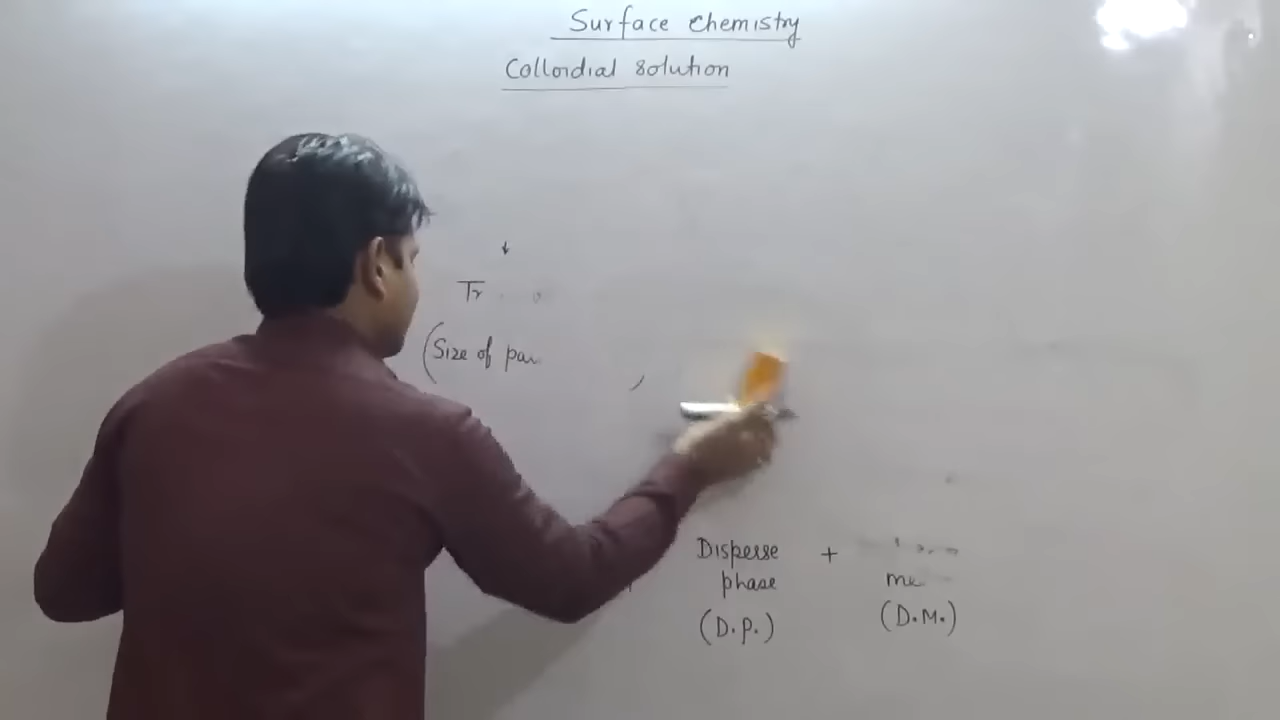 Surface Chemistry
Colloidial solution
↓
Tr
(Size of par
Disperse +
phase me
(D.P.) (D.M.)